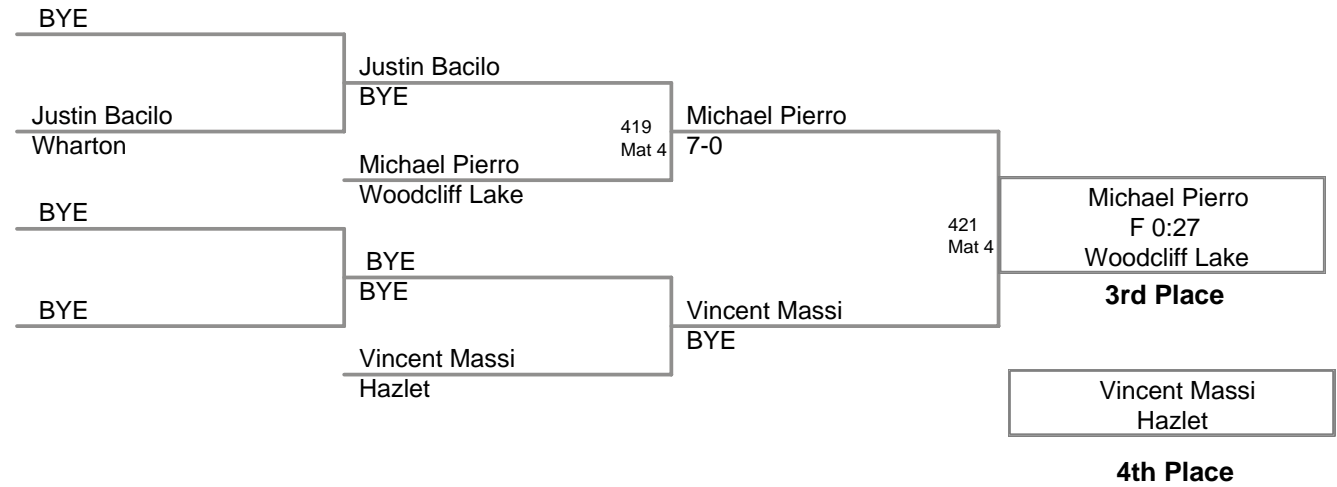 BYE
Justin Bacilo
Wharton
BYE
BYE
Justin Bacilo
BYE
Michael Pierro
Woodcliff Lake
BYE
BYE
Vincent Massi
Hazlet
419
Mat 4
Michael Pierro
7-0
Vincent Massi
BYE
421
Mat 4
Michael Pierro
F 0:27
Woodcliff Lake
3rd Place
Vincent Massi
Hazlet
4th Place